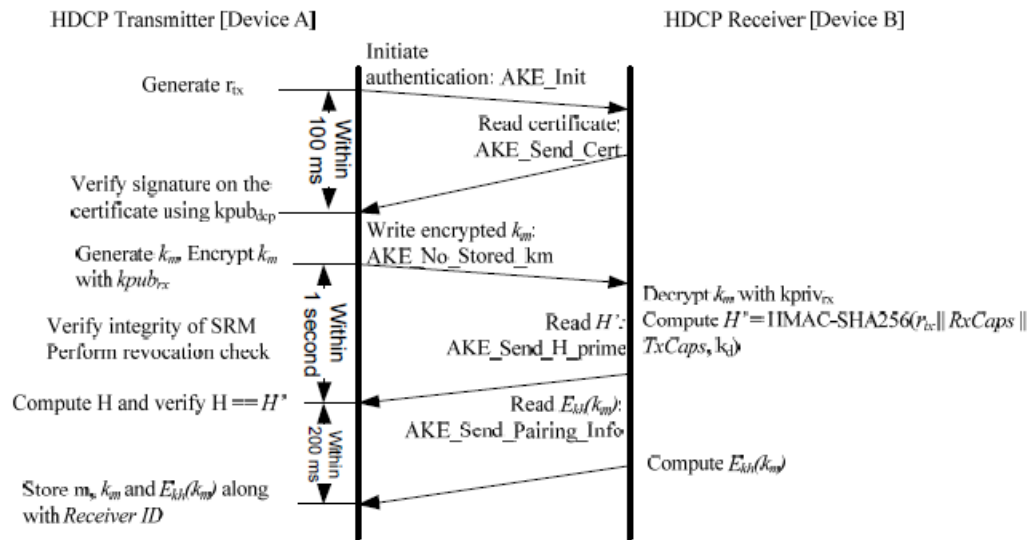 HDCP Transmitter [Device A]
HDCP Receiver [Device B]
Initiate
authentication: AKE_Init
Generate rtx
Within
100 ms
Read certificate:
AKE_Send_Cert
Verify signature on the
certificate using kpubdcp
Write encrypted km:
AKE_No_Stored_km
Generate km, Encrypt km
with kpubrx
Within
1 second
Decrypt km with kprivrx
Compute H'=HMAC-SHA256(rtx || RxCaps ||
TxCaps, kd)
Verify integrity of SRM
Perform revocation check
Read H':
AKE_Send_H_prime
Compute H and verify H == H'
Within
200 ms
Read Ekh(km):
AKE_Send_Pairing_Info
Compute Ekh(km)
Store m, km and Ekh(km) along
with Receiver ID